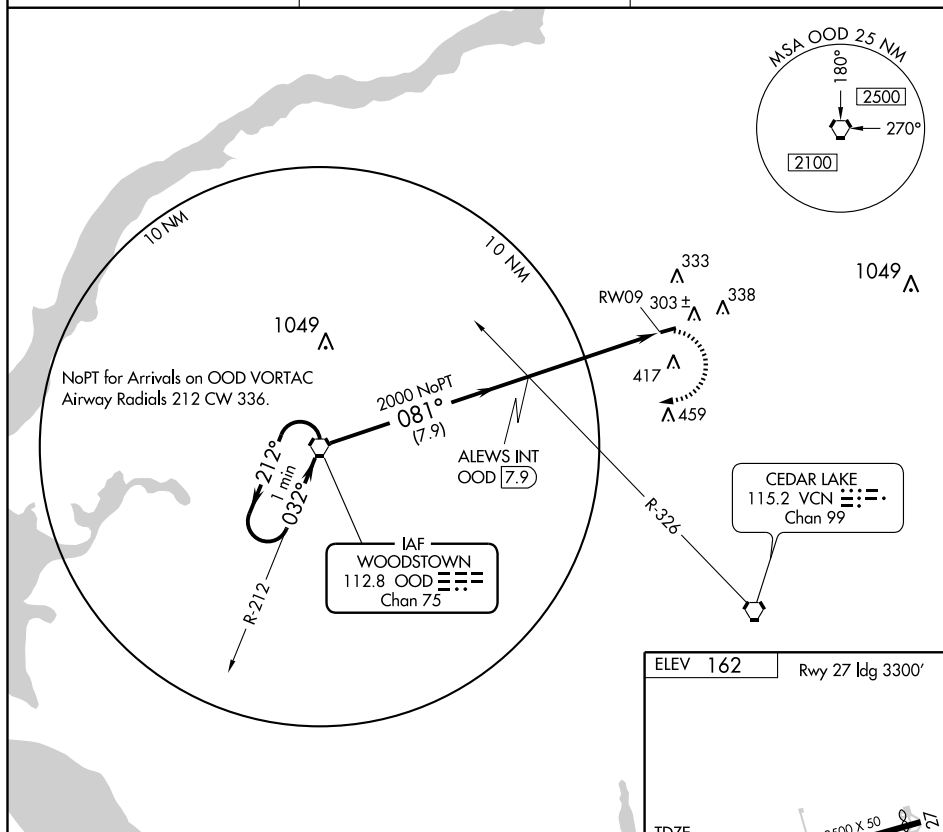 MSA OOD 25 NM
180°
2500
270°
2100
10 NM
10 NM
333
1049
RW09
303 ±
338
1049
417
NoPT for Arrivals on OOD VORTAC
Airway Radials 212 CW 336.
2000 NoPT
081°
(7.9)
459
212°
1 min
032°
ALEWS INT
OOD 7.9
R-326
CEDAR LAKE
115.2 VCN
Chan 99
IAF
WOODSTOWN
112.8 OOD
Chan 75
R-212
ELEV 162
Rwy 27 ldg 3300'
TDZE
3500 X 50
27